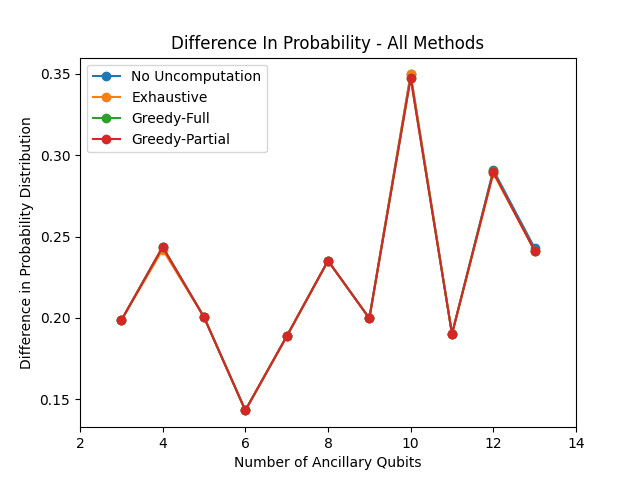 Difference In Probability - All Methods
No Uncomputation
Exhaustive
Greedy-Full
Greedy-Partial
Difference in Probability Distribution
0.35
0.30
0.25
0.20
0.15
2 4 6 8 10 12 14
Number of Ancillary Qubits